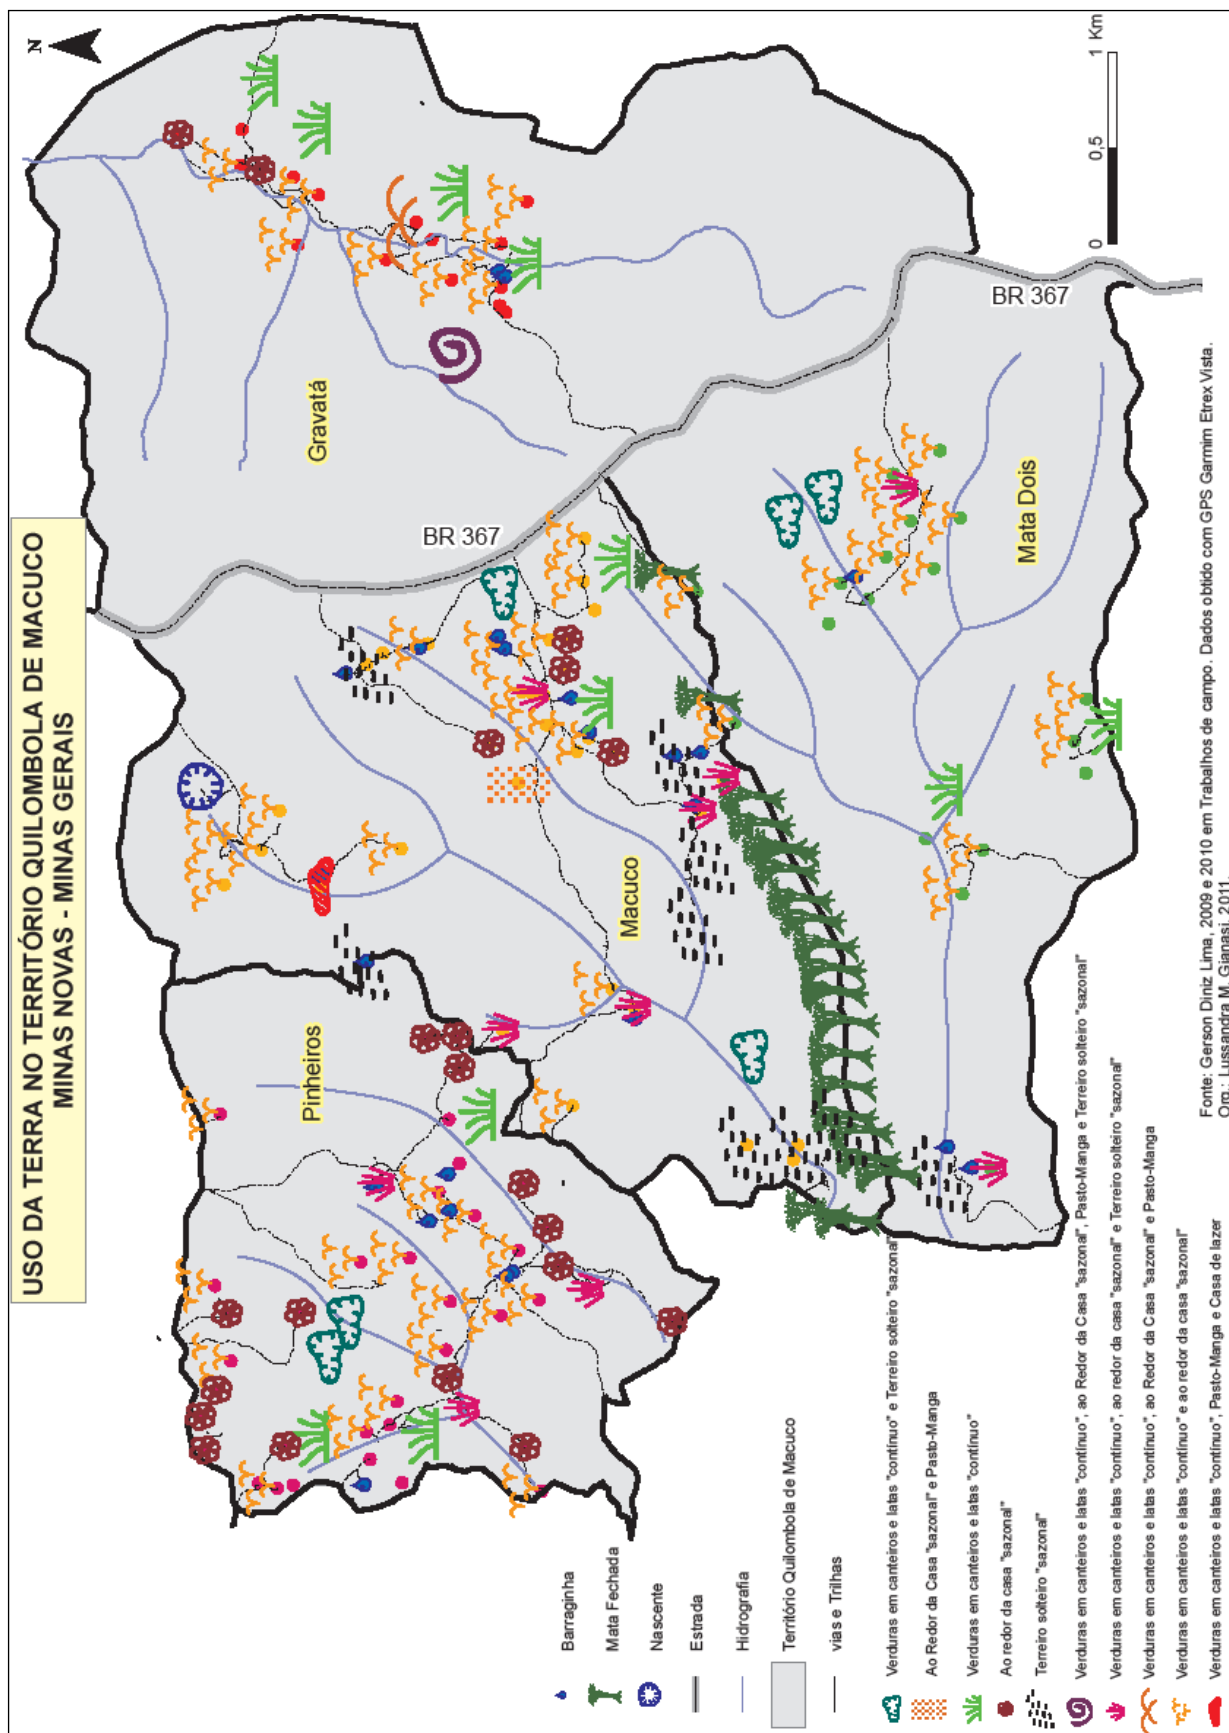 USO DA TERRA NO TERRITÓRIO QUILOMBOLA DE MACUCO
MINAS NOVAS - MINAS GERAIS
N
Gravatá
BR 367
BR 367
Pinheiros
Macuco
Mata Dois
0
0,5
1 Km
Barraginha
Mata Fechada
Nascente
Estrada
Hidrografia
Território Quilombola de Macuco
vias e Trilhas
Verduras em canteiros e latas "contínuo" e Terreiro solteiro "sazonal"
Ao Redor da Casa "sazonal" e Pasto-Manga
Verduras em canteiros e latas "contínuo"
Ao redor da casa "sazonal"
Terreiro solteiro "sazonal"
Verduras em canteiros e latas "contínuo", ao Redor da Casa "sazonal", Pasto-Manga e Terreiro solteiro "sazonal"
Verduras em canteiros e latas "contínuo", ao redor da casa "sazonal" e Terreiro solteiro "sazonal"
Verduras em canteiros e latas "contínuo", ao Redor da Casa "sazonal" e Pasto-Manga
Verduras em canteiros e latas "contínuo" e ao redor da casa "sazonal"
Verduras em canteiros e latas "contínuo", Pasto-Manga e Casa de lazer
Fonte: Gerson Diniz Lima, 2009 e 2010 em Trabalhos de campo. Dados obtido com GPS Garmim Etrex Vista.
Org.: Lussandra M. Gianasi, 2011.